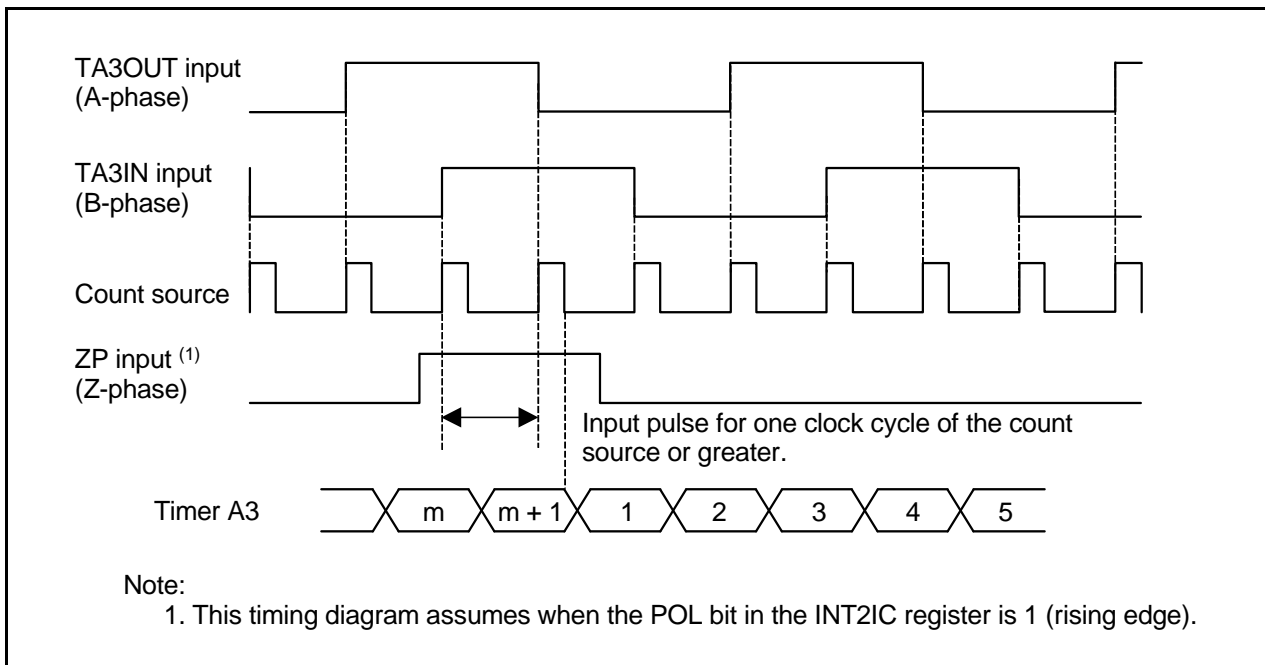 TA3OUT input
(A-phase)
TA3IN input
(B-phase)
Count source
ZP input (1)
(Z-phase)
Input pulse for one clock cycle of the count
source or greater.
Timer A3
m
m + 1
1
2
3
4
5
Note:
1. This timing diagram assumes when the POL bit in the INT2IC register is 1 (rising edge).